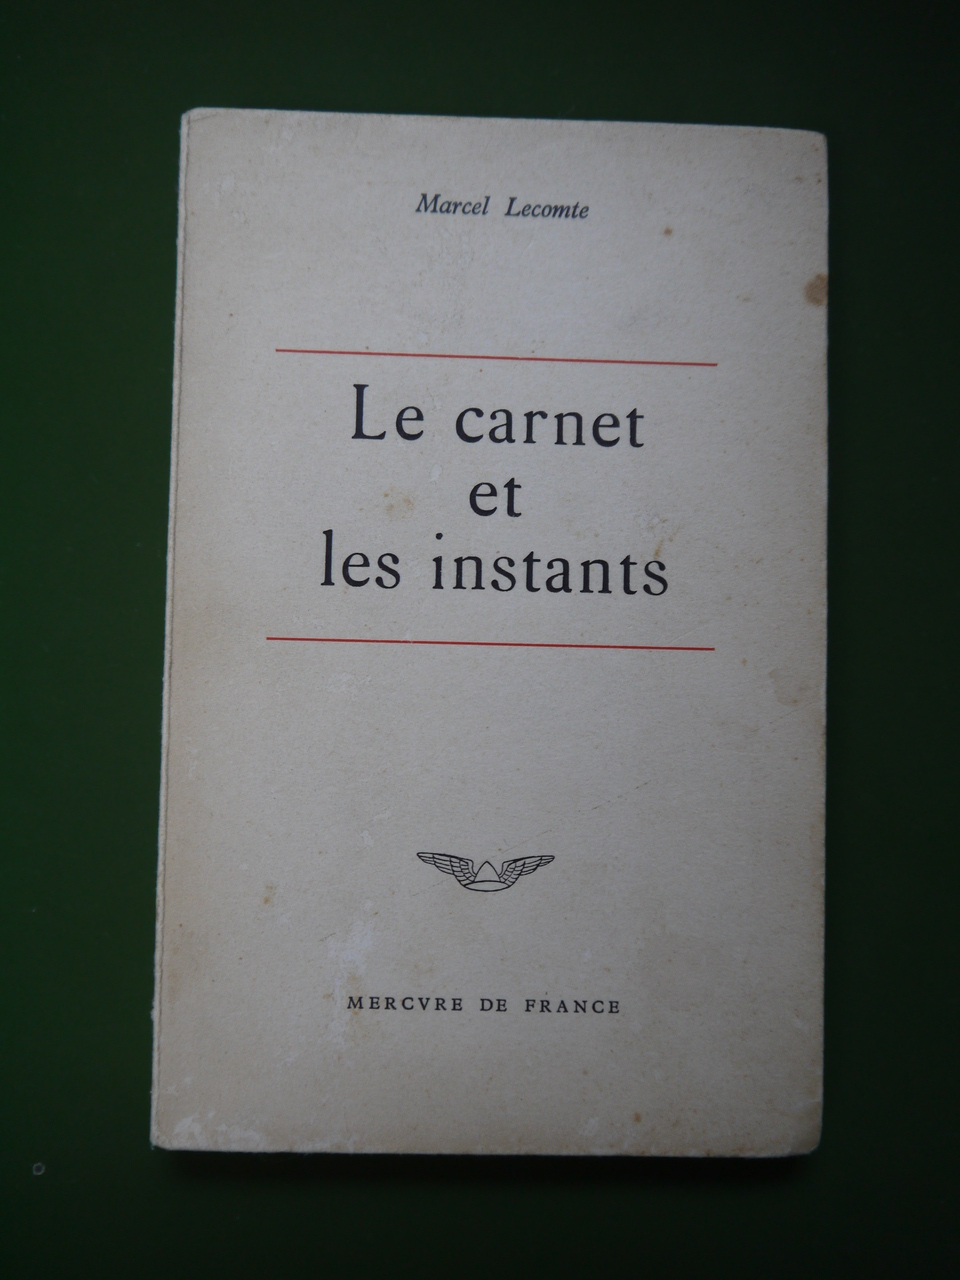 Marcel Lecomte
Le carnet
et
les instants
MERCVRE DE FRANCE